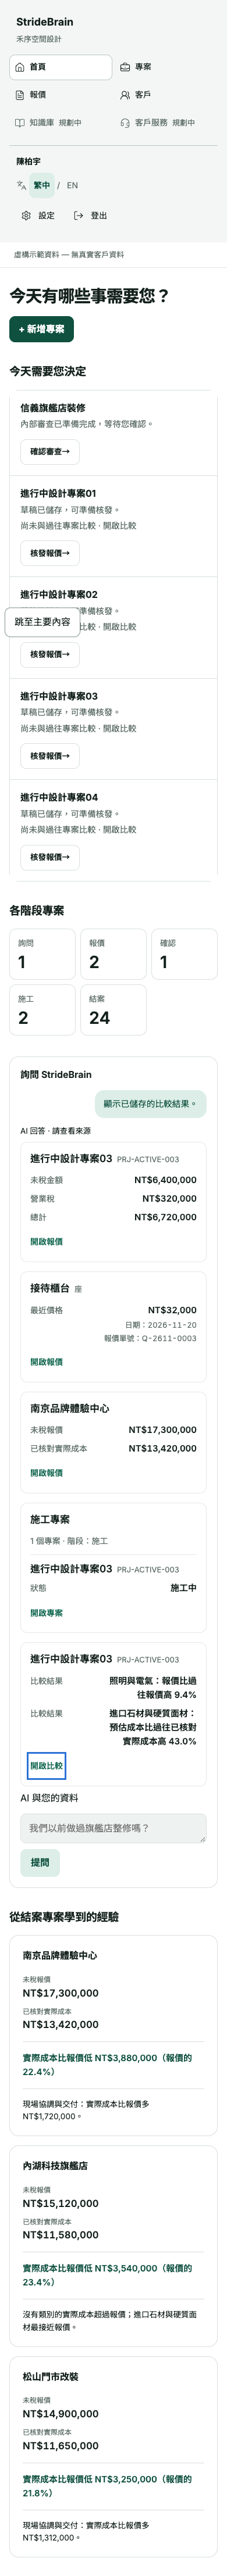 StrideBrain
禾序空間設計
首頁
專案
報價
客戶
知識庫 規劃中
客戶服務 規劃中
陳柏宇
繁中 / EN
設定
登出
虛構示範資料 — 無真實客戶資料
今天有哪些事需要您？
+ 新增專案
今天需要您決定
信義旗艦店裝修
內部審查已準備完成，等待您確認。
確認審查→
進行中設計專案01
草稿已儲存，可準備核發。
尚未與過往專案比較 · 開啟比較
核發報價→
進行中設計專案02
準備核發。
跳至主要內容
比較 · 開啟比較
核發報價→
進行中設計專案03
草稿已儲存，可準備核發。
尚未與過往專案比較 · 開啟比較
核發報價→
進行中設計專案04
草稿已儲存，可準備核發。
尚未與過往專案比較 · 開啟比較
核發報價→
各階段專案
詢問
1
報價
2
確認
1
施工
2
結案
24
詢問 StrideBrain
顯示已儲存的比較結果。
AI 回答 · 請查看來源
進行中設計專案03 PRJ-ACTIVE-003
未稅金額 NT$6,400,000
營業稅 NT$320,000
總計 NT$6,720,000
開啟報價
接待櫃台 座
最近價格 NT$32,000
日期：2026-11-20
報價單號：Q-2611-0003
開啟報價
南京品牌體驗中心
未稅報價 NT$17,300,000
已核對實際成本 NT$13,420,000
開啟報價
施工專案
1 個專案 · 階段：施工
進行中設計專案03 PRJ-ACTIVE-003
狀態 施工中
開啟專案
進行中設計專案03 PRJ-ACTIVE-003
比較結果 照明與電氣：報價比過
往報價高 9.4%
比較結果 進口石材與硬質面材：
預估成本比過往已核對
實際成本高 43.0%
開啟比較
AI 與您的資料
我們以前做過旗艦店整修嗎？
提問
從結案專案學到的經驗
南京品牌體驗中心
未稅報價
NT$17,300,000
已核對實際成本
NT$13,420,000
實際成本比報價低 NT$3,880,000（報價的
22.4%）
現場協調與交付：實際成本比報價多
NT$1,720,000。
內湖科技旗艦店
未稅報價
NT$15,120,000
已核對實際成本
NT$11,580,000
實際成本比報價低 NT$3,540,000（報價的
23.4%）
沒有類別的實際成本超過報價；進口石材與硬質面
材最接近報價。
松山門市改裝
未稅報價
NT$14,900,000
已核對實際成本
NT$11,650,000
實際成本比報價低 NT$3,250,000（報價的
21.8%）
現場協調與交付：實際成本比報價多
NT$1,312,000。